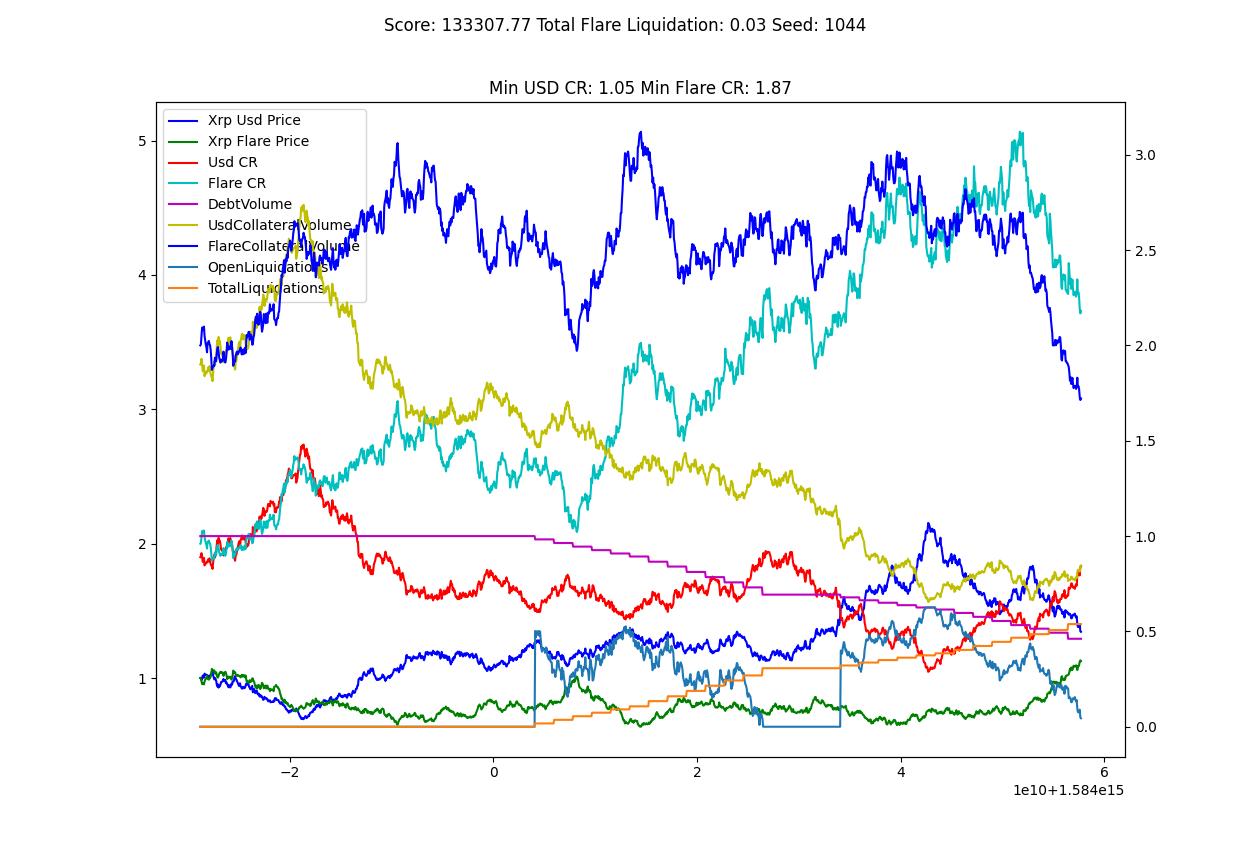 Score: 133307.77 Total Flare Liquidation: 0.03 Seed: 1044
Min USD CR: 1.05 Min Flare CR: 1.87
Xrp Usd Price
Xrp Flare Price
Usd CR
Flare CR
DebtVolume
UsdCollateralVolume
FlareCollateralVolume
OpenLiquidations
TotalLiquidations
5
4
3
2
1
3.0
2.5
2.0
1.5
1.0
0.5
0.0
−2
0
2
4
6
1e10+1.584e15